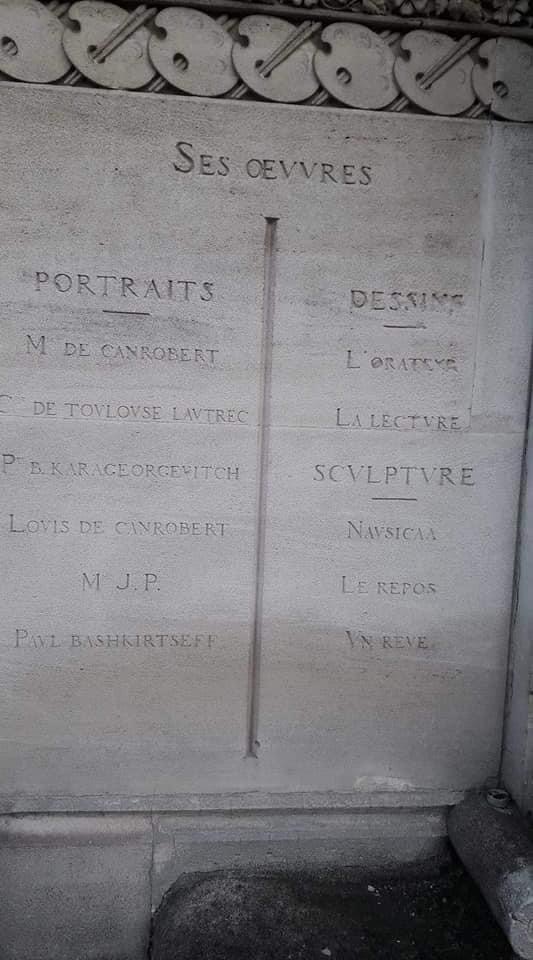 SES ŒVVRES
PORTRAITS
M DE CANROBERT
DE TOVLOVSE LAVTREC
B. KARAGEORGEVITCH
LOVIS DE CANROBERT
M J. P.
PAVL BASHKIRTSEFF
DESSINS
L'ORATEVR
LA LECTVRE
SCVLPTVRE
NAVSICAA
LE REPOS
VN REVE